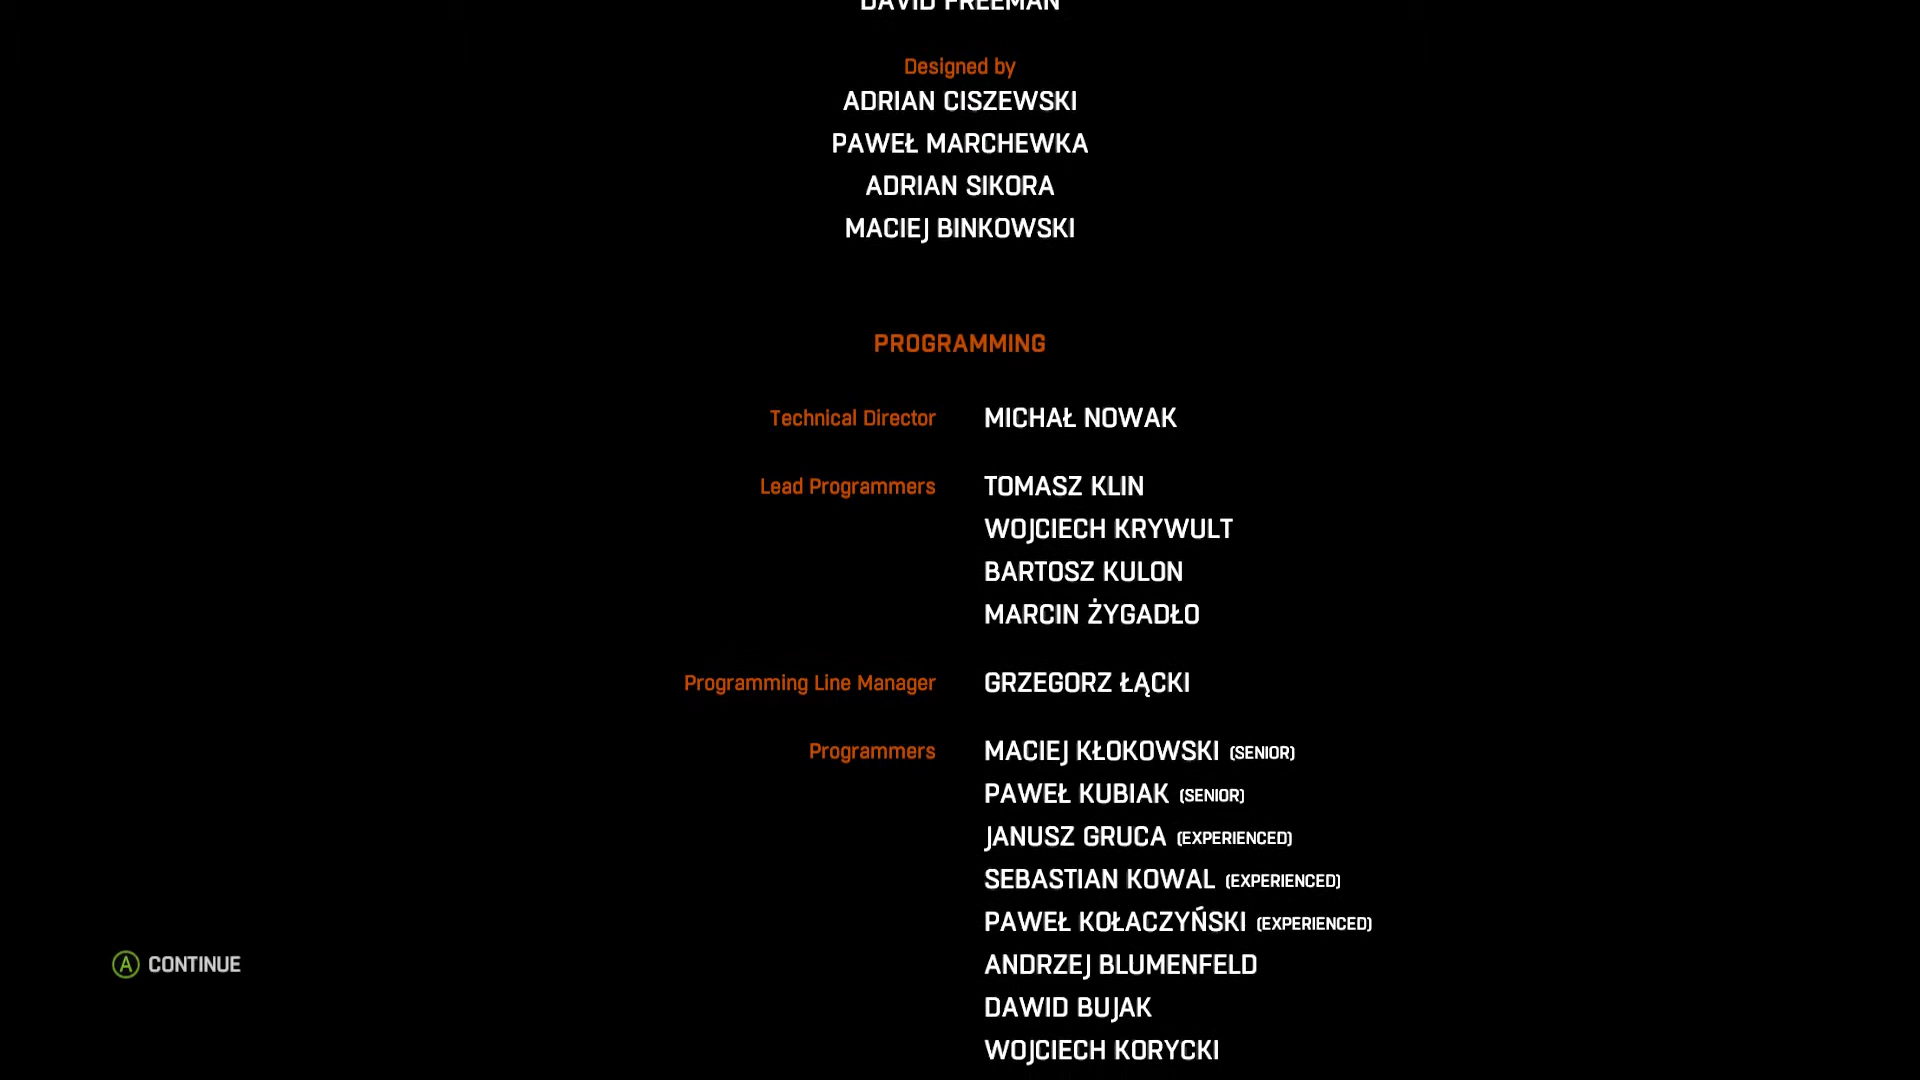 DAVID FREEMAN
Designed by
ADRIAN CISZEWSKI
PAWEŁ MARCHEWKA
ADRIAN SIKORA
MACIEJ BINKOWSKI
PROGRAMMING
Technical Director MICHAŁ NOWAK
Lead Programmers TOMASZ KLIN
WOJCIECH KRYWULT
BARTOSZ KULON
MARCIN ŻYGADŁO
Programming Line Manager GRZEGORZ ŁĄCKI
Programmers MACIEJ KŁOKOWSKI (SENIOR)
PAWEŁ KUBIAK (SENIOR)
JANUSZ GRUCA (EXPERIENCED)
SEBASTIAN KOWAL (EXPERIENCED)
PAWEŁ KOŁACZYŃSKI (EXPERIENCED)
ANDRZEJ BLUMENFELD
A CONTINUE
DAWID BUJAK
WOJCIECH KORYCKI